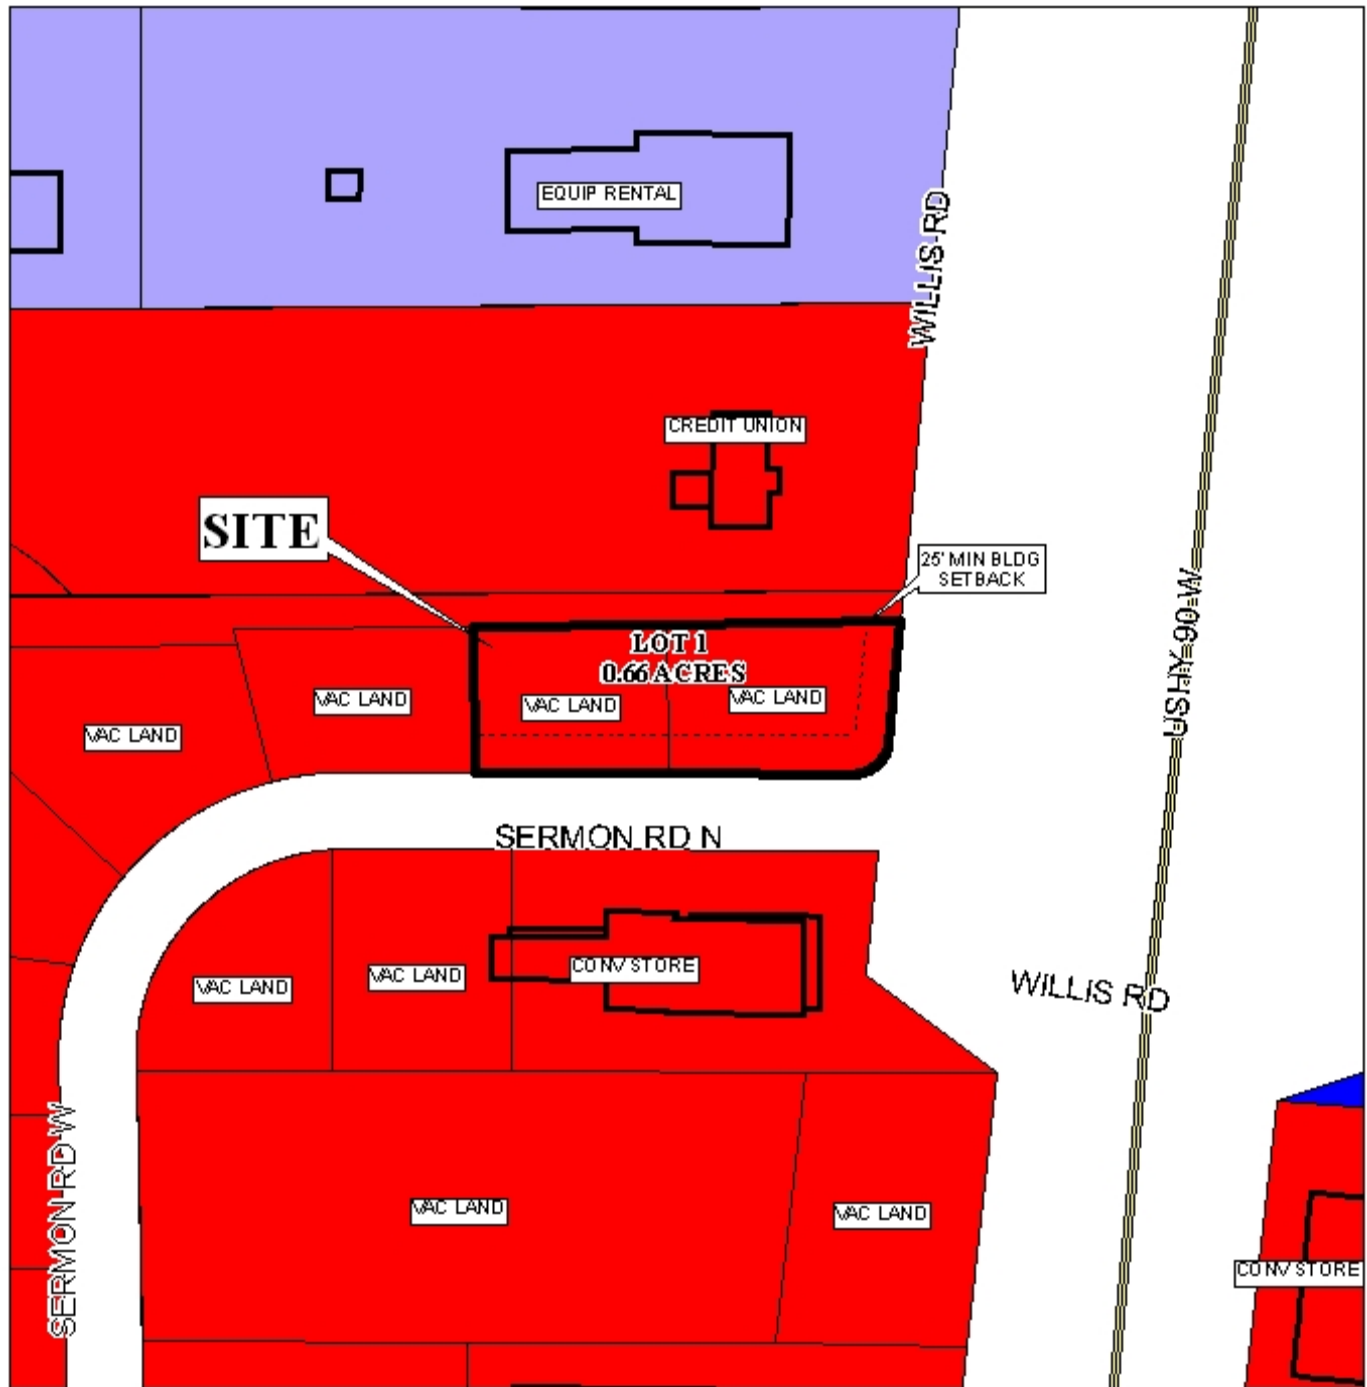 EQUIP RENTAL
WILLIS RD
CREDIT UNION
SITE
25' MIN BLDG
SETBACK
LOT 1
0.66 ACRES
VAC LAND
VAC LAND
VAC LAND
VAC LAND
US HY 90 W
SERMON RD N
CONV STORE
VAC LAND
VAC LAND
WILLIS RD
SERMON RD W
VAC LAND
VAC LAND
CONV STORE